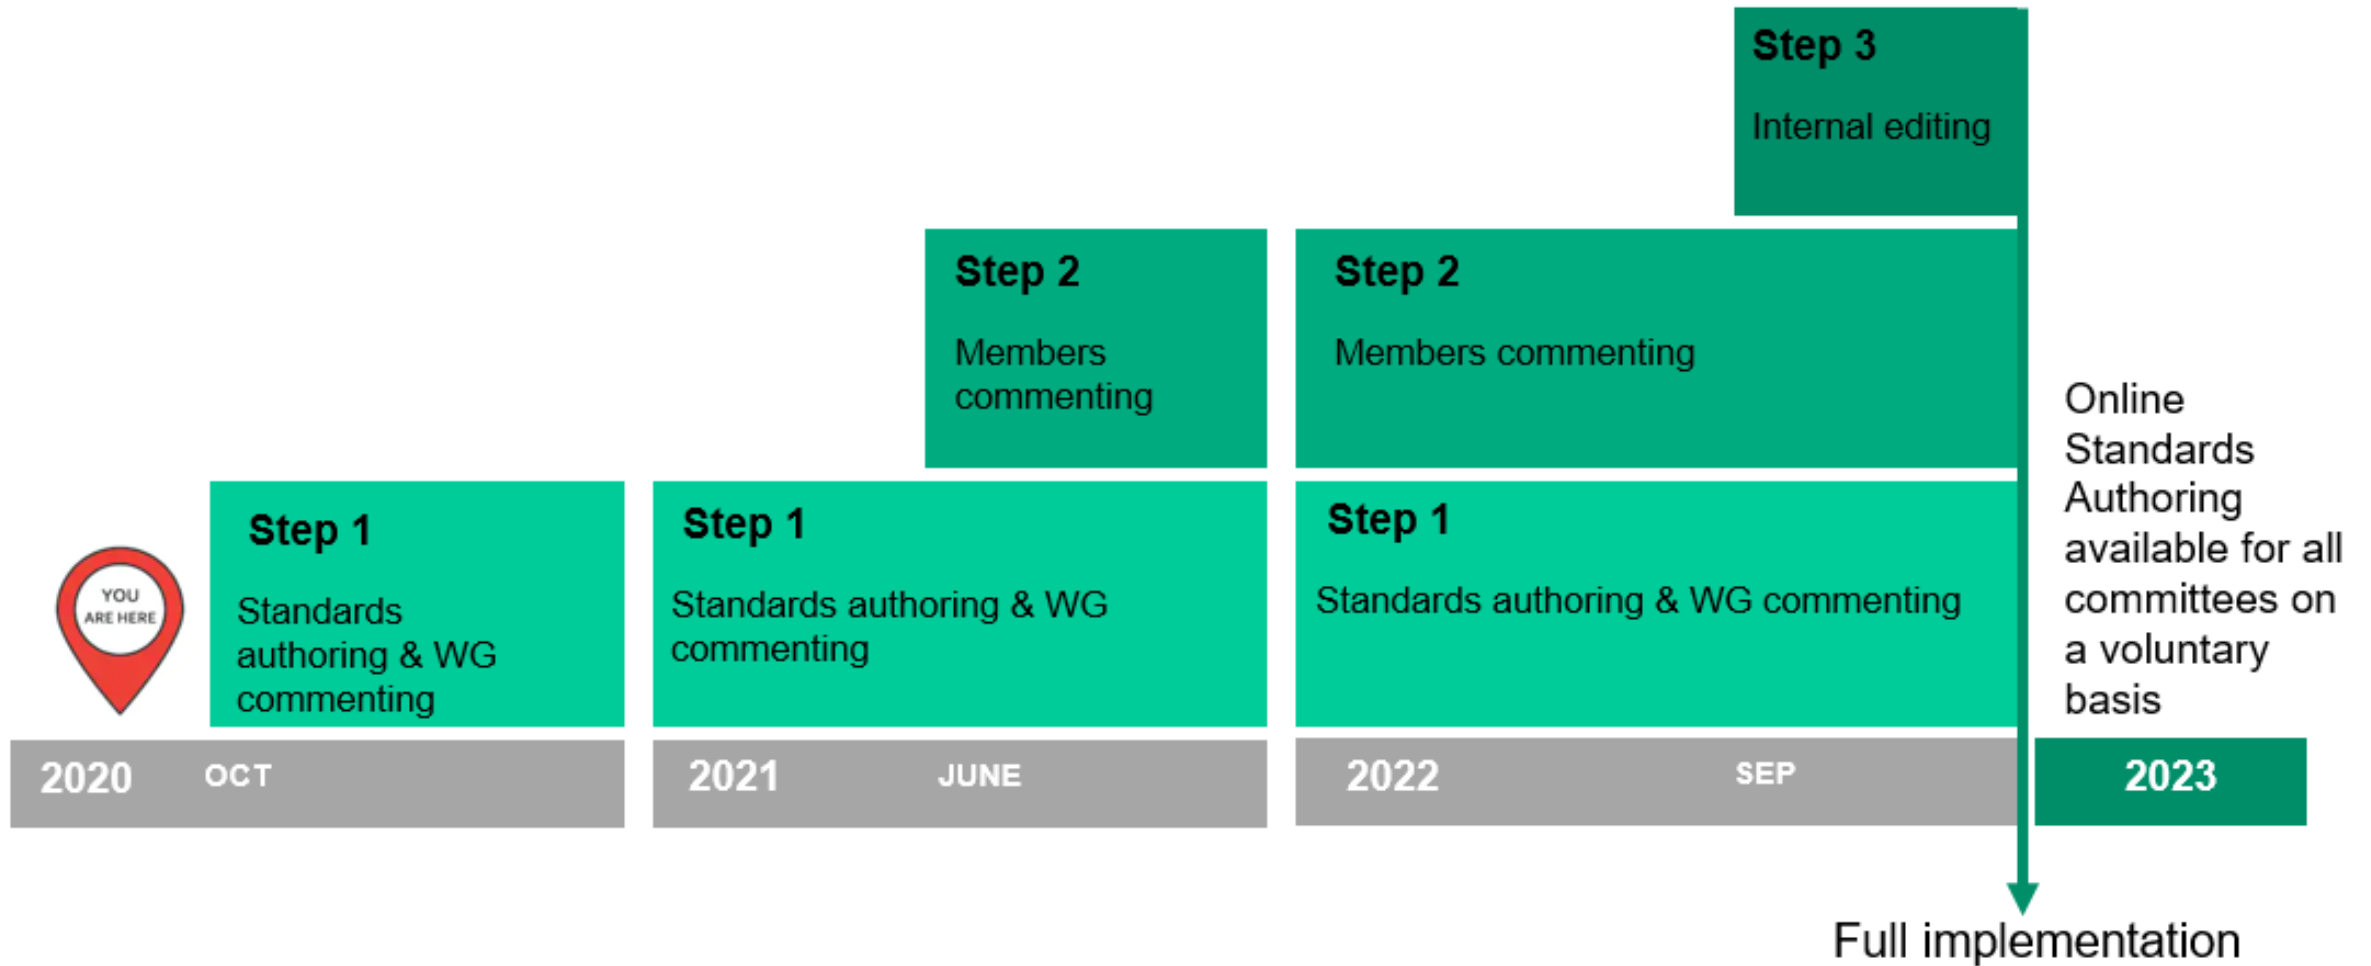 Step 3
Internal editing
Step 2
Members
commenting
Step 2
Members commenting
Step 1
Standards
authoring & WG
commenting
Step 1
Standards authoring & WG
commenting
Step 1
Standards authoring & WG commenting
Online
Standards
Authoring
available for all
committees on
a voluntary
basis
YOU
ARE HERE
2020 OCT
2021 JUNE
2022 SEP
2023
Full implementation